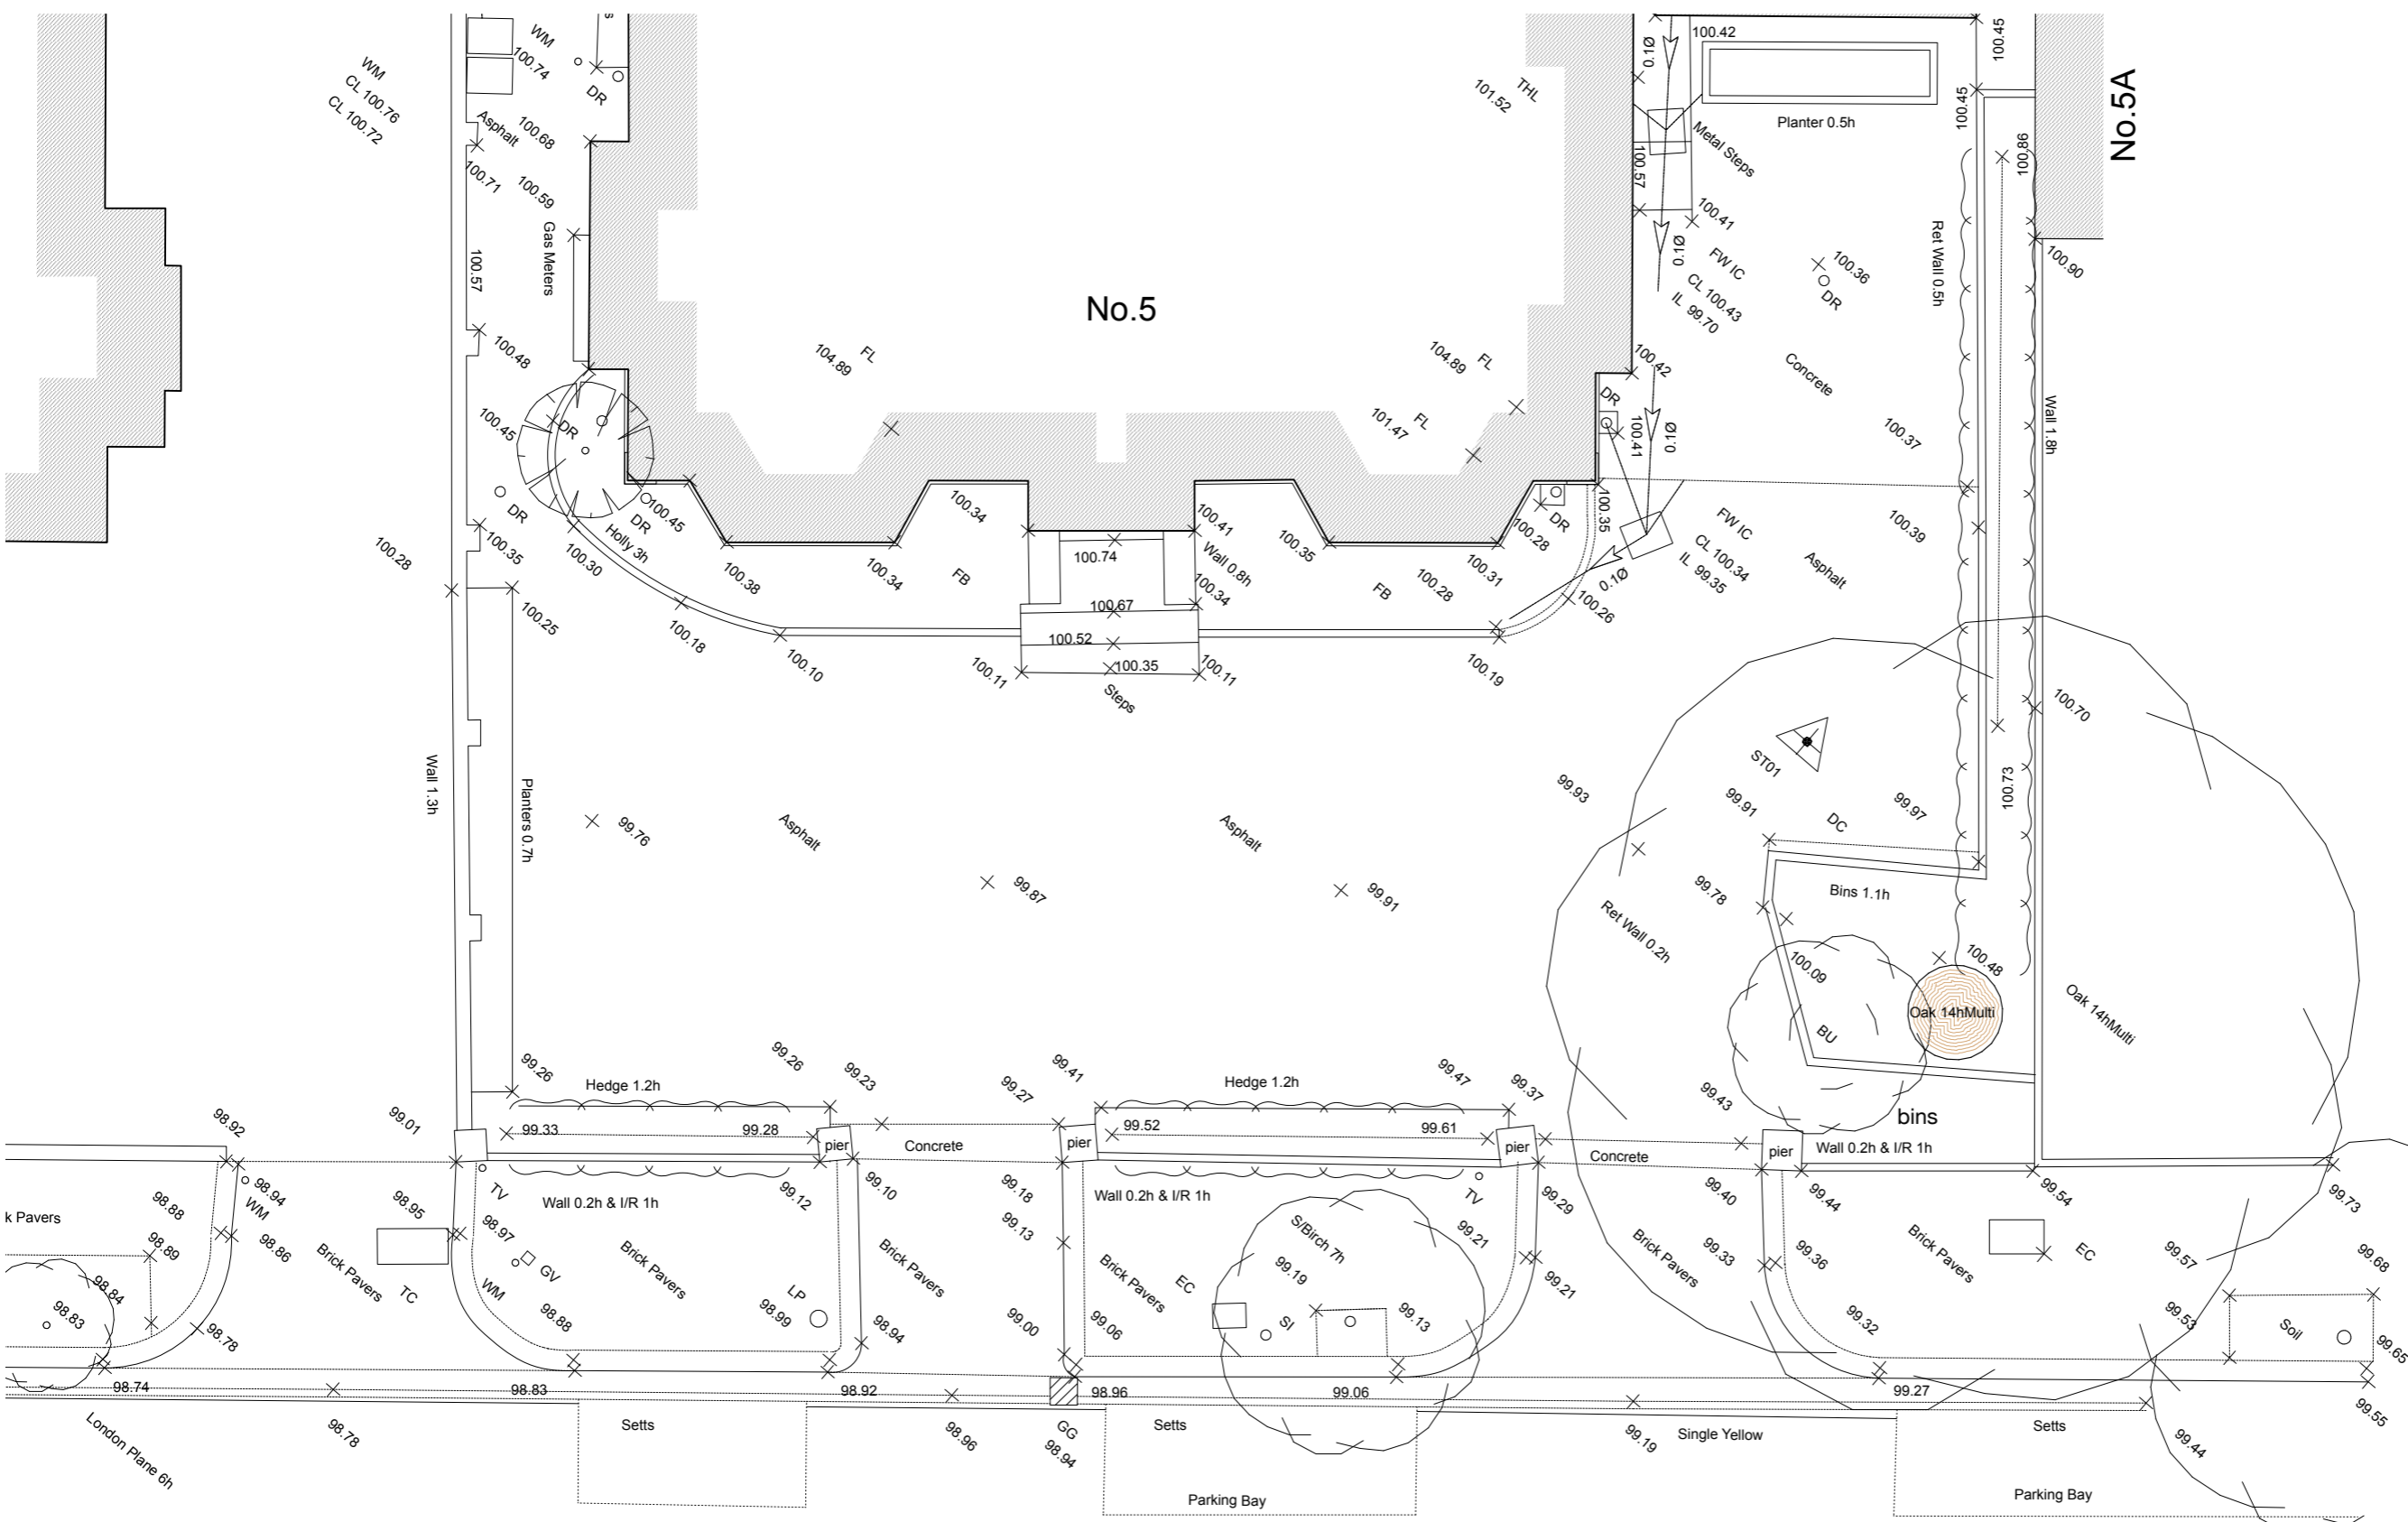 WM
100.74
DR
WM
CL 100.76
CL 100.72
Asphalt
100.68
100.71
100.59
Gas Meters
100.57
100.48
100.45
DR
DR
100.35
100.28
Holly 3h
DR
100.45
100.30
100.25
100.18
100.10
No.5
THL
101.52
FL
104.89
FL
104.89
FL
101.47
100.34
100.38
100.34
FB
100.74
100.41
Wall 0.8h
100.34
100.67
100.52
100.35
100.11
100.11
Steps
100.35
FB
100.28
100.31
100.28
DR
100.35
100.26
0.1Ø
100.19
0.1Ø
100.42
Planter 0.5h
Metal Steps
100.57
100.41
0.1Ø
FW IC
CL 100.43
IL 99.70
100.36
DR
100.42
Concrete
DR
100.41
0.1Ø
100.37
FW IC
CL 100.34
IL 99.35
Asphalt
100.39
100.45
100.45
100.86
No.5A
Ret Wall 0.5h
100.90
Wall 1.8h
100.70
100.73
ST01
99.93
99.91
DC
99.97
99.78
Ret Wall 0.2h
Bins 1.1h
100.09
100.48
BU
Oak 14hMulti
Oak 14hMulti
bins
Wall 1.3h
Planters 0.7h
99.76
Asphalt
99.87
Asphalt
99.91
99.26
Hedge 1.2h
99.26
99.23
99.27
99.41
Hedge 1.2h
99.47
99.37
99.43
98.92
99.01
99.33
99.28
pier
Concrete
pier
99.52
99.61
pier
Concrete
pier
Wall 0.2h & I/R 1h
k Pavers
98.88
98.94
WM
98.89
98.86
98.84
98.83
98.78
Brick Pavers
98.95
TC
TV
98.97
Wall 0.2h & I/R 1h
99.12
99.10
GV
WM
98.88
Brick Pavers
LP
98.99
98.94
Brick Pavers
99.18
99.13
99.00
Wall 0.2h & I/R 1h
Brick Pavers
99.06
EC
S/Birch 7h
99.19
SI
99.13
TV
99.21
99.29
99.21
99.40
Brick Pavers
99.33
99.44
99.36
99.32
99.54
Brick Pavers
EC
99.57
99.53
99.73
99.68
Soil
99.65
98.74
98.83
98.92
98.96
99.06
99.27
99.55
London Plane 6h
98.78
Setts
98.96
GG
98.94
Setts
99.19
Single Yellow
Setts
99.44
Parking Bay
Parking Bay